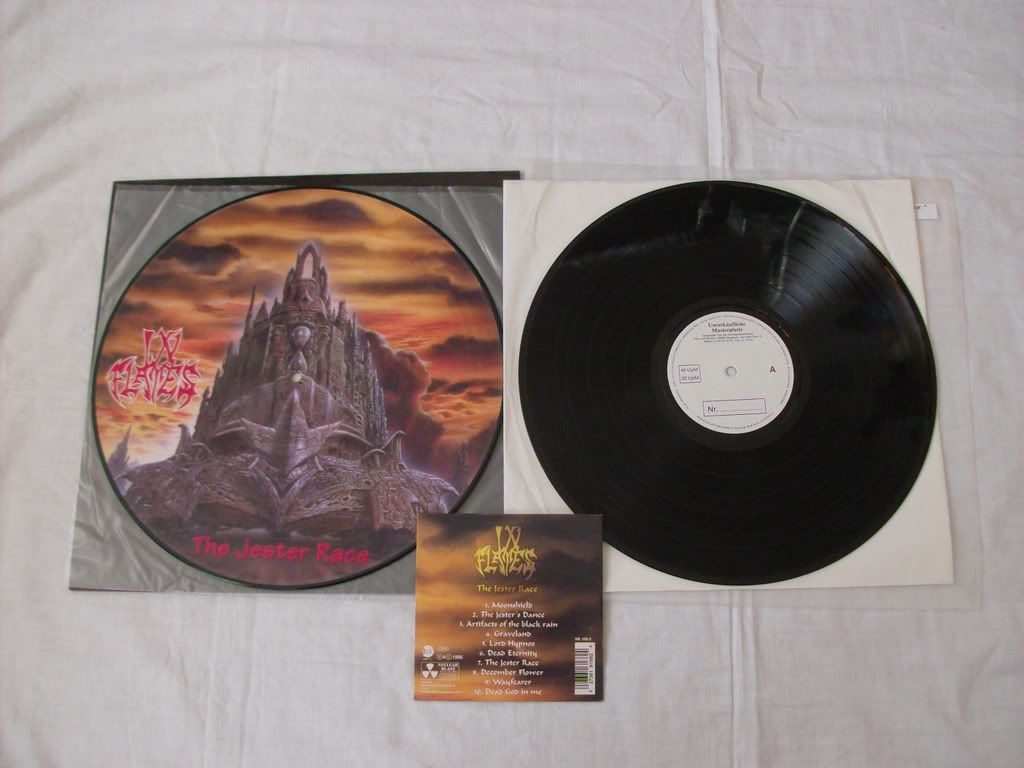 IN
FLAMES
The Jester Race
Unverkäufliche
Musterplatte
45 UpM
33 UpM
A
Nr.
IN
FLAMES
The Jester Race
1. Moonshield
2. The Jester's Dance
3. Artifacts of the black rain
4. Graveland
5. Lord Hypnos
6. Dead Eternity
7. The Jester Race
8. December Flower
9. Wayfaerer
10. Dead God in me
NUCLEAR
BLAST